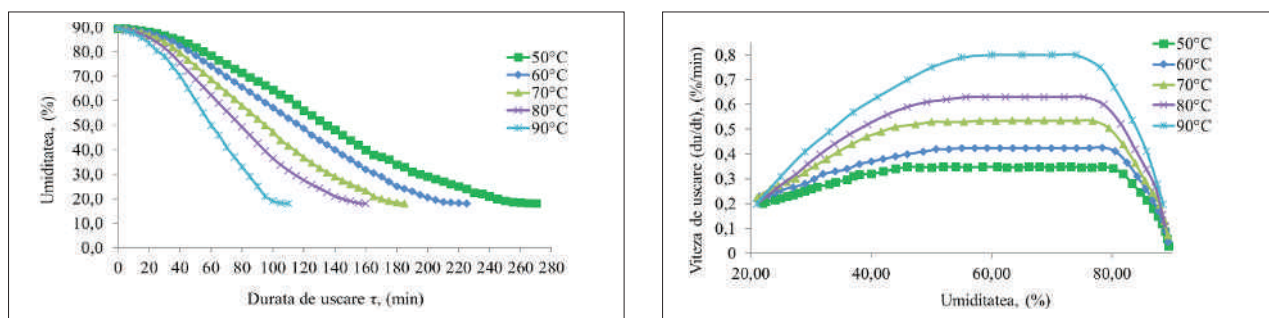 90,0
80,0
70,0
60,0
50,0
40,0
30,0
20,0
10,0
0,0
Umiditatea, (%)
0 20 40 60 80 100 120 140 160 180 200 220 240 260 280
Durata de uscare τ, (min)
50°C
60°C
70°C
80°C
90°C
0,8
0,7
0,6
0,5
0,4
0,3
0,2
0,1
0
Viteza de uscare (du/dt), (%/min)
20,00 40,00 60,00 80,00
Umiditatea, (%)
50°C
60°C
70°C
80°C
90°C